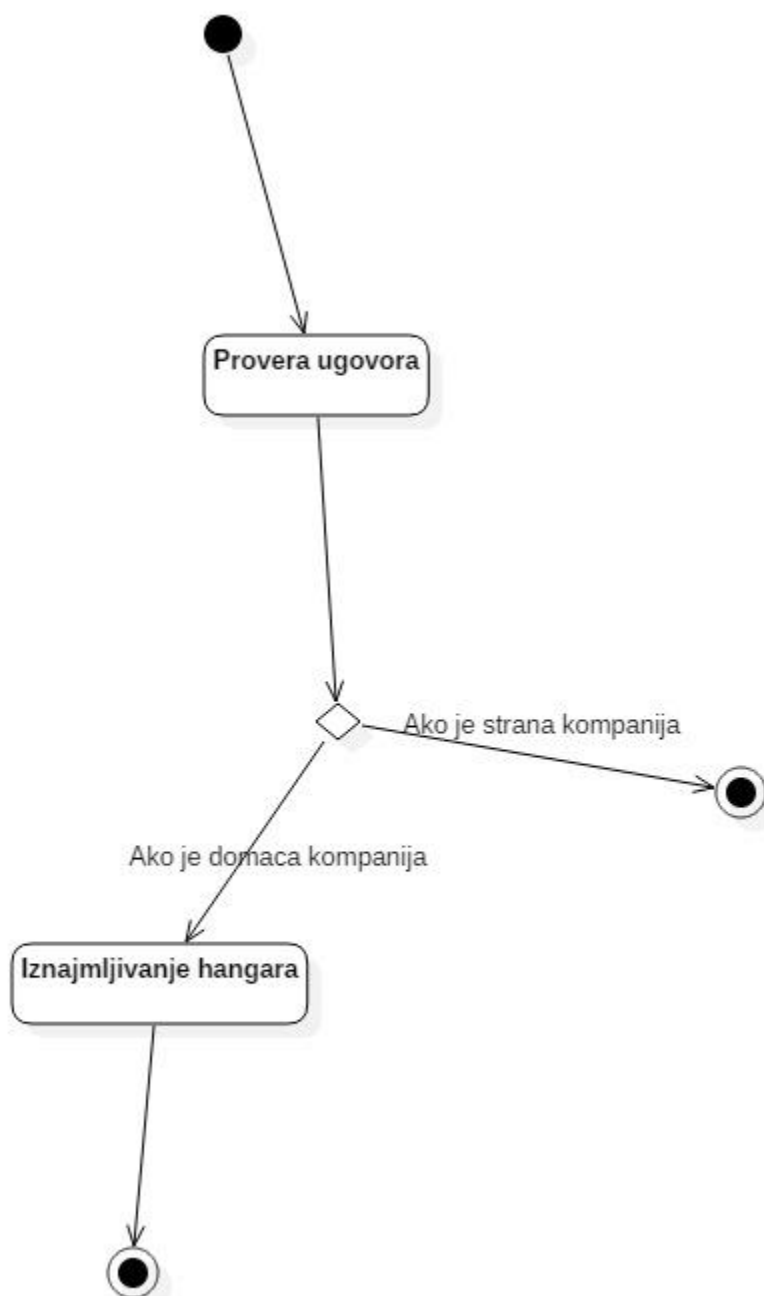 Provera ugovora
Ako je strana kompanija
Ako je domaca kompanija
Iznajmljivanje hangara